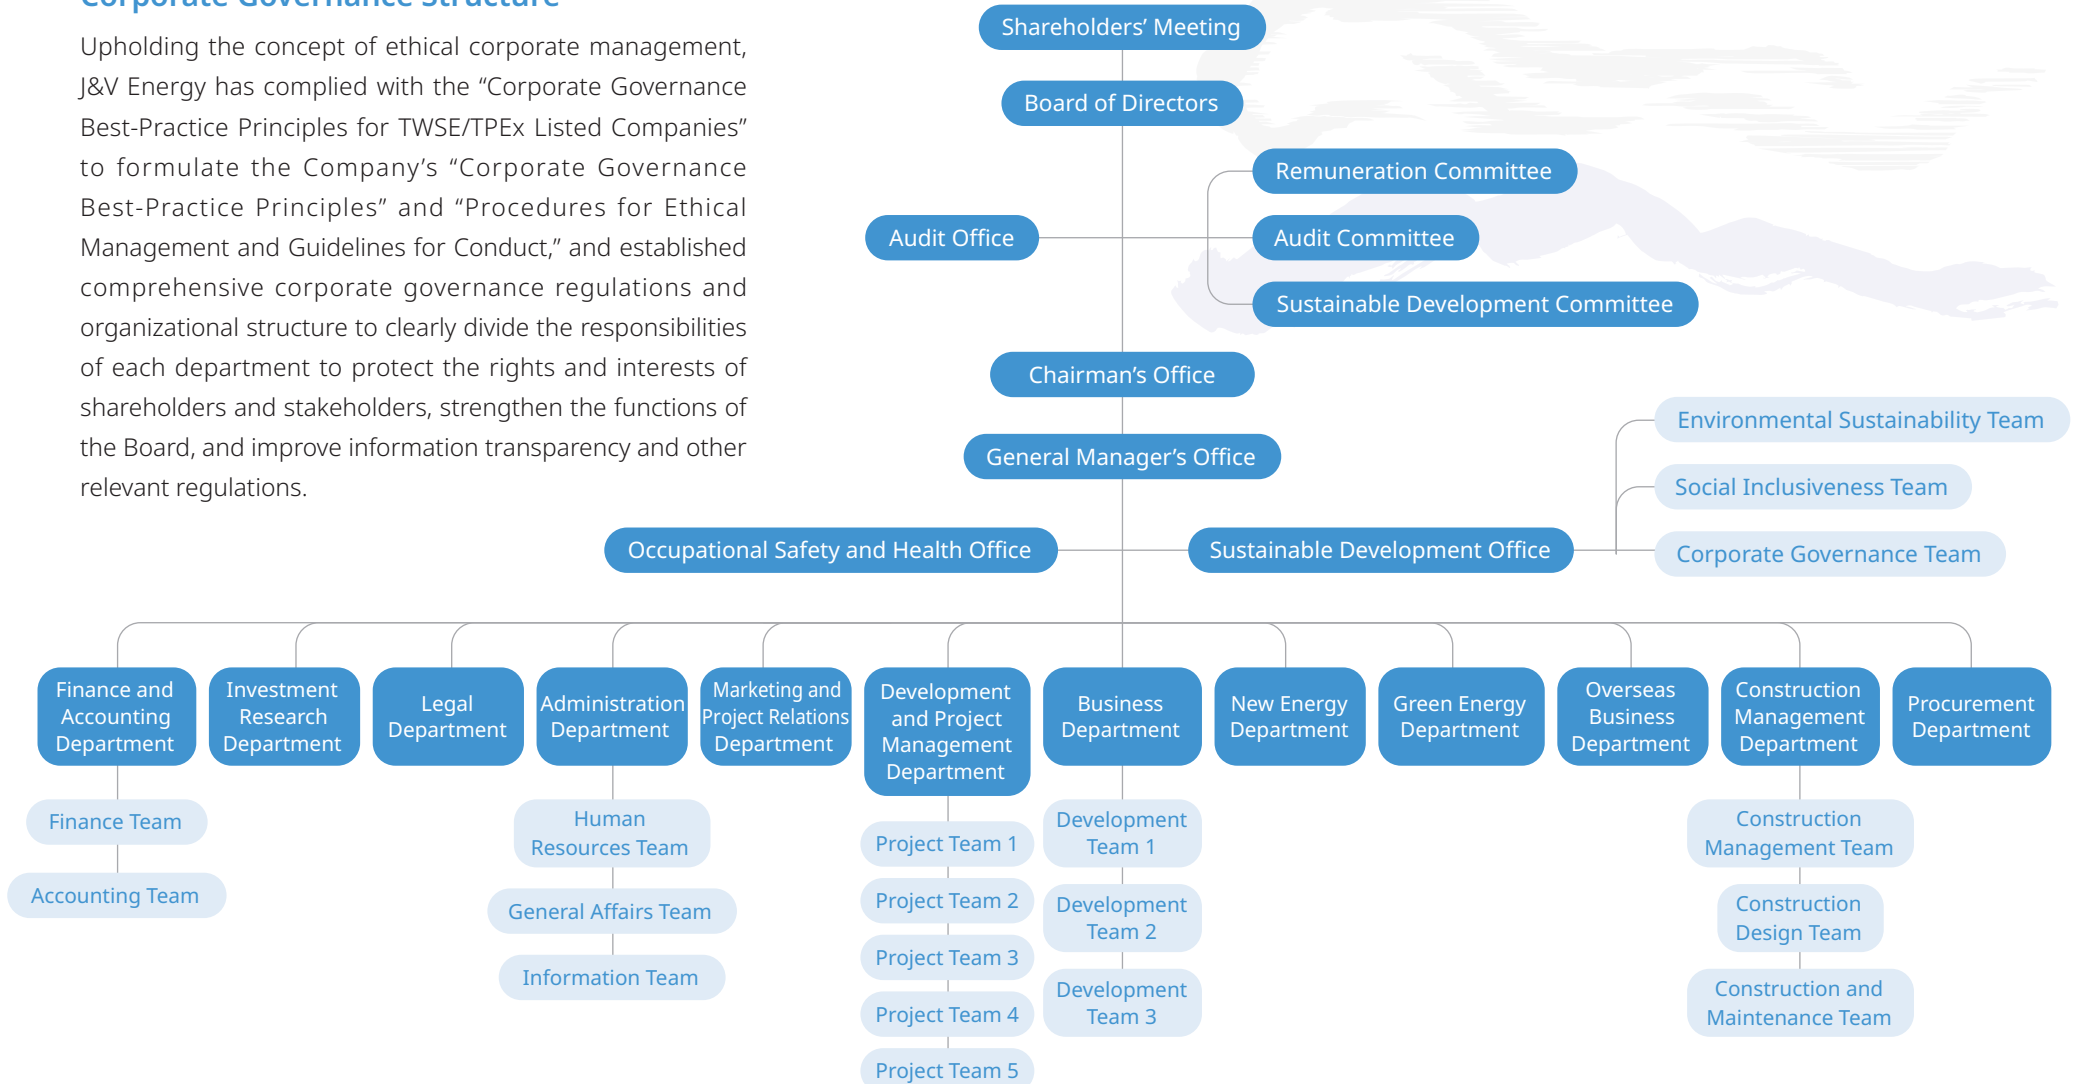 Corporate Governance Structure
Upholding the concept of ethical corporate management,
J&V Energy has complied with the “Corporate Governance
Best-Practice Principles for TWSE/TPEx Listed Companies”
to formulate the Company’s “Corporate Governance
Best-Practice Principles” and “Procedures for Ethical
Management and Guidelines for Conduct,” and established
comprehensive corporate governance regulations and
organizational structure to clearly divide the responsibilities
of each department to protect the rights and interests of
shareholders and stakeholders, strengthen the functions of
the Board, and improve information transparency and other
relevant regulations.
Shareholders’ Meeting
Board of Directors
Remuneration Committee
Audit Office
Audit Committee
Sustainable Development Committee
Chairman’s Office
General Manager’s Office
Environmental Sustainability Team
Social Inclusiveness Team
Occupational Safety and Health Office
Sustainable Development Office
Corporate Governance Team
Finance and
Accounting
Department
Investment
Research
Department
Legal
Department
Administration
Department
Marketing and
Project Relations
Department
Development
and Project
Management
Department
Business
Department
New Energy
Department
Green Energy
Department
Overseas
Business
Department
Construction
Management
Department
Procurement
Department
Finance Team
Accounting Team
Human
Resources Team
General Affairs Team
Information Team
Project Team 1
Project Team 2
Project Team 3
Project Team 4
Project Team 5
Development
Team 1
Development
Team 2
Development
Team 3
Construction
Management Team
Construction
Design Team
Construction and
Maintenance Team